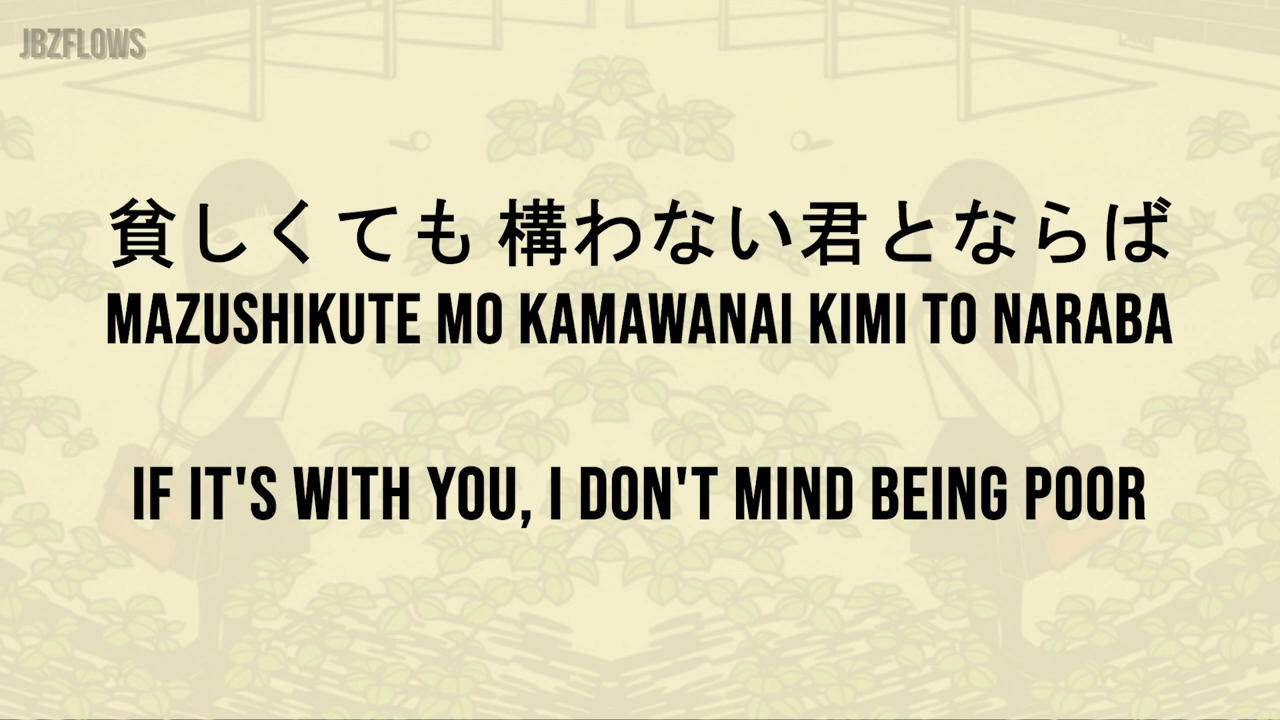 JBZFLOWS
貧しくても 構わない君とならば
MAZUSHIKUTE MO KAMAWANAI KIMI TO NARABA
IF IT'S WITH YOU, I DON'T MIND BEING POOR